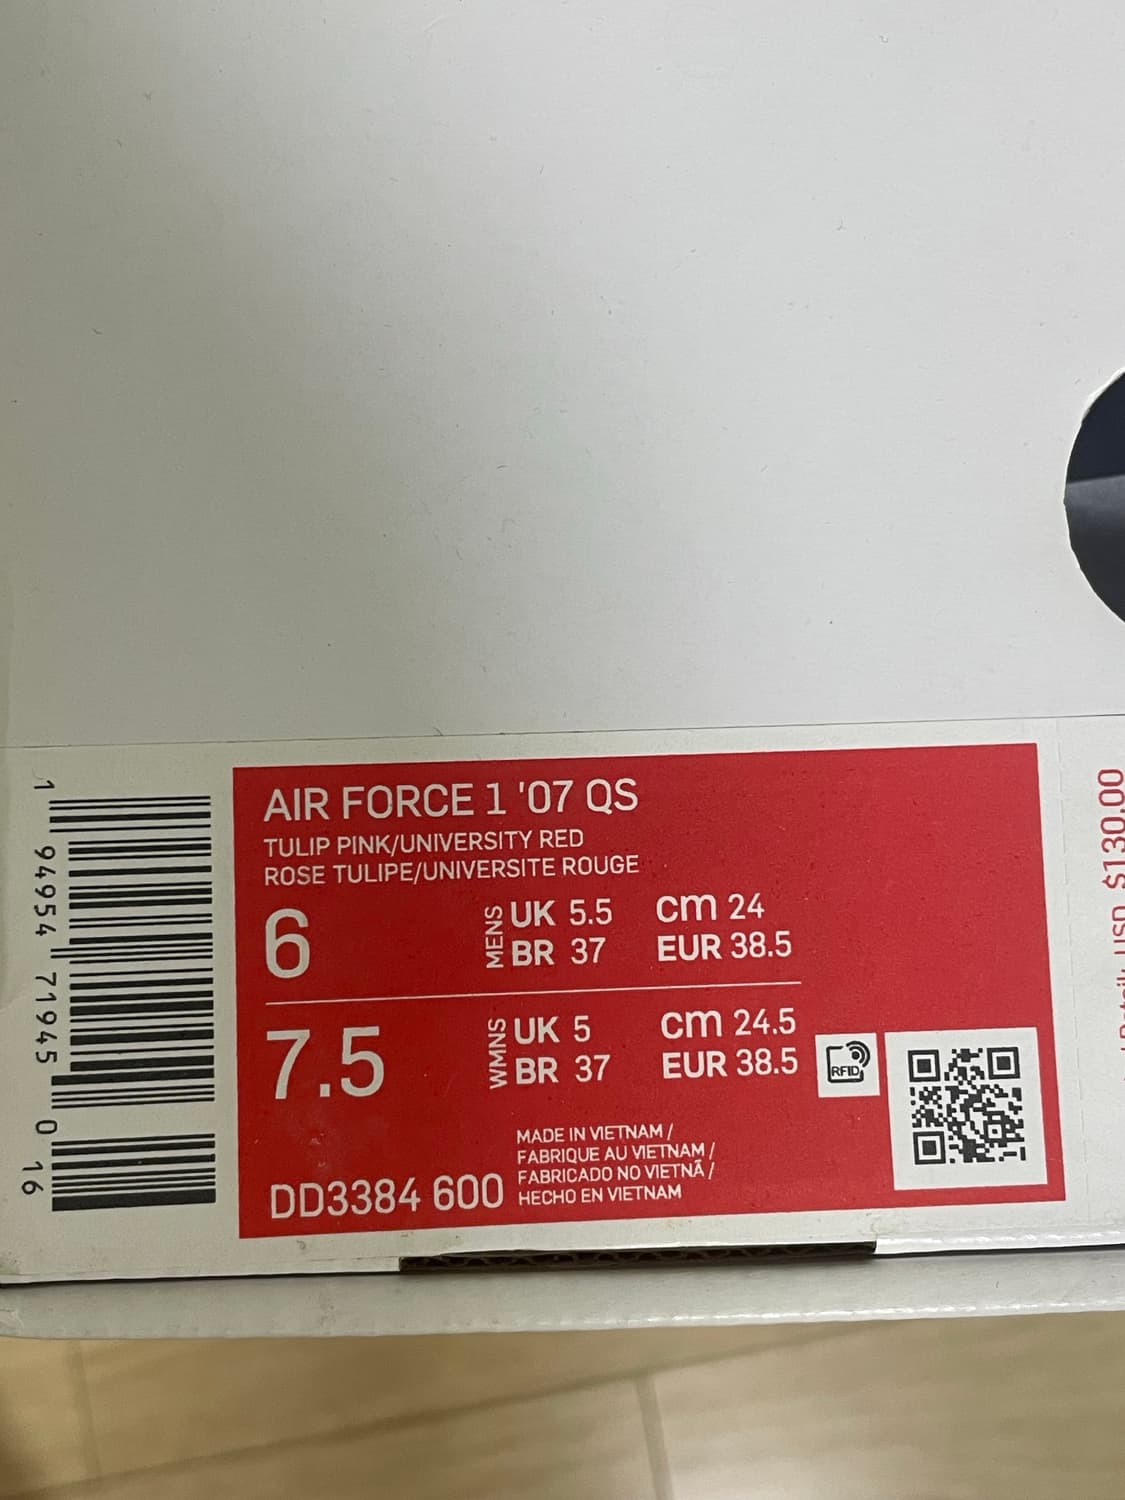 AIR FORCE 1 '07 QS
TULIP PINK/UNIVERSITY RED
ROSE TULIPE/UNIVERSITE ROUGE
6
MENS
UK 5.5 cm 24
BR 37 EUR 38.5
7.5
WMNS
UK 5 cm 24.5
BR 37 EUR 38.5
RFID
MADE IN VIETNAM /
FABRIQUE AU VIETNAM /
FABRICADO NO VIETNÃ /
HECHO EN VIETNAM
DD3384 600
1 94954 71945 0 16
USD $130.00